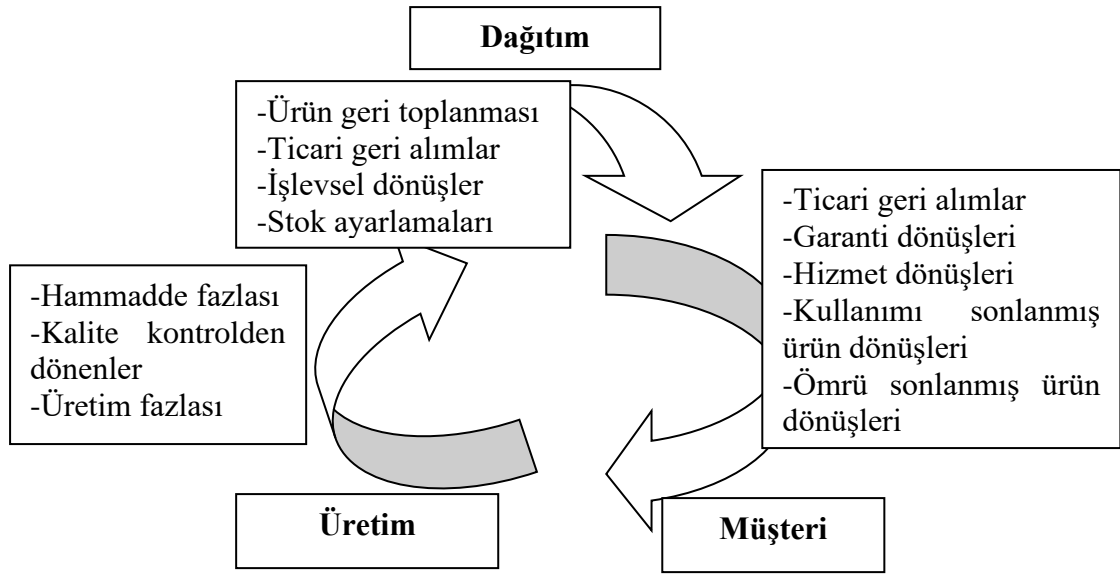 Dağıtım
-Ürün geri toplanması
-Ticari geri alımlar
-İşlevsel dönüşler
-Stok ayarlamaları
-Ticari geri alımlar
-Garanti dönüşleri
-Hizmet dönüşleri
-Kullanımı sonlanmış
ürün dönüşleri
-Ömrü sonlanmış ürün
dönüşleri
-Hammadde fazlası
-Kalite kontrolden
dönenler
-Üretim fazlası
Üretim
Müşteri